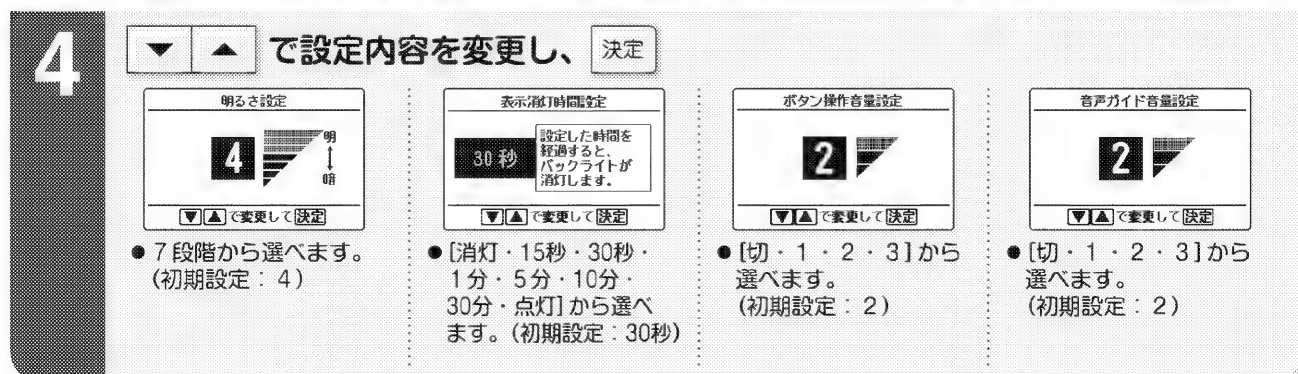 4
▼ ▲ で設定内容を変更し、 決定
明るさ設定
4
明
暗
▼▲で変更して決定
●7段階から選べます。
(初期設定:4)
表示消灯時間設定
30秒
設定した時間を
経過すると、
バックライトが
消灯します。
▼▲で変更して決定
●[消灯・15秒・30秒・
1分・5分・10分・
30分・点灯]から選べ
ます。(初期設定:30秒)
ボタン操作音量設定
2
▼▲で変更して決定
●[切・1・2・3]から
選べます。
(初期設定:2)
音声ガイド音量設定
2
▼▲で変更して決定
●[切・1・2・3]から
選べます。
(初期設定:2)